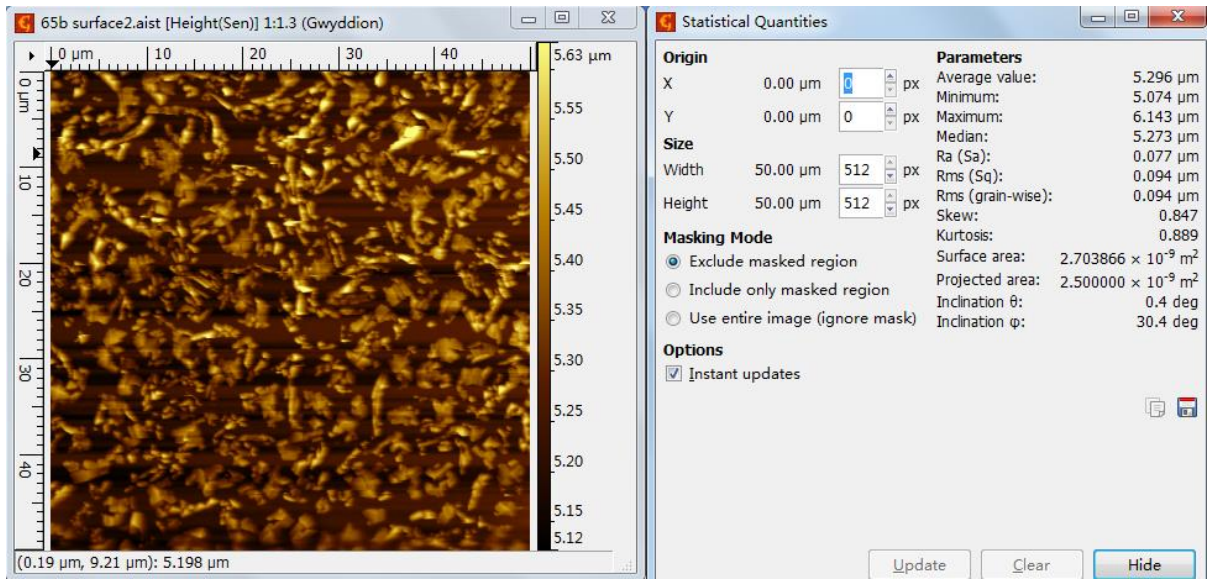 65b surface2.aist [Height(Sen)] 1:1.3 (Gwyddion)
0 µm 10 20 30 40
0 µm
10
20
30
40
5.63 µm
5.55
5.50
5.45
5.40
5.35
5.30
5.25
5.20
5.15
5.12
(0.19 µm, 9.21 µm): 5.198 µm
Statistical Quantities
Origin
X 0.00 µm 0 px
Y 0.00 µm 0 px
Size
Width 50.00 µm 512 px
Height 50.00 µm 512 px
Masking Mode
Exclude masked region
Include only masked region
Use entire image (ignore mask)
Options
Instant updates
Parameters
Average value: 5.296 µm
Minimum: 5.074 µm
Maximum: 6.143 µm
Median: 5.273 µm
Ra (Sa): 0.077 µm
Rms (Sq): 0.094 µm
Rms (grain-wise): 0.094 µm
Skew: 0.847
Kurtosis: 0.889
Surface area: 2.703866 × 10⁻⁹ m²
Projected area: 2.500000 × 10⁻⁹ m²
Inclination θ: 0.4 deg
Inclination φ: 30.4 deg
Update Clear Hide